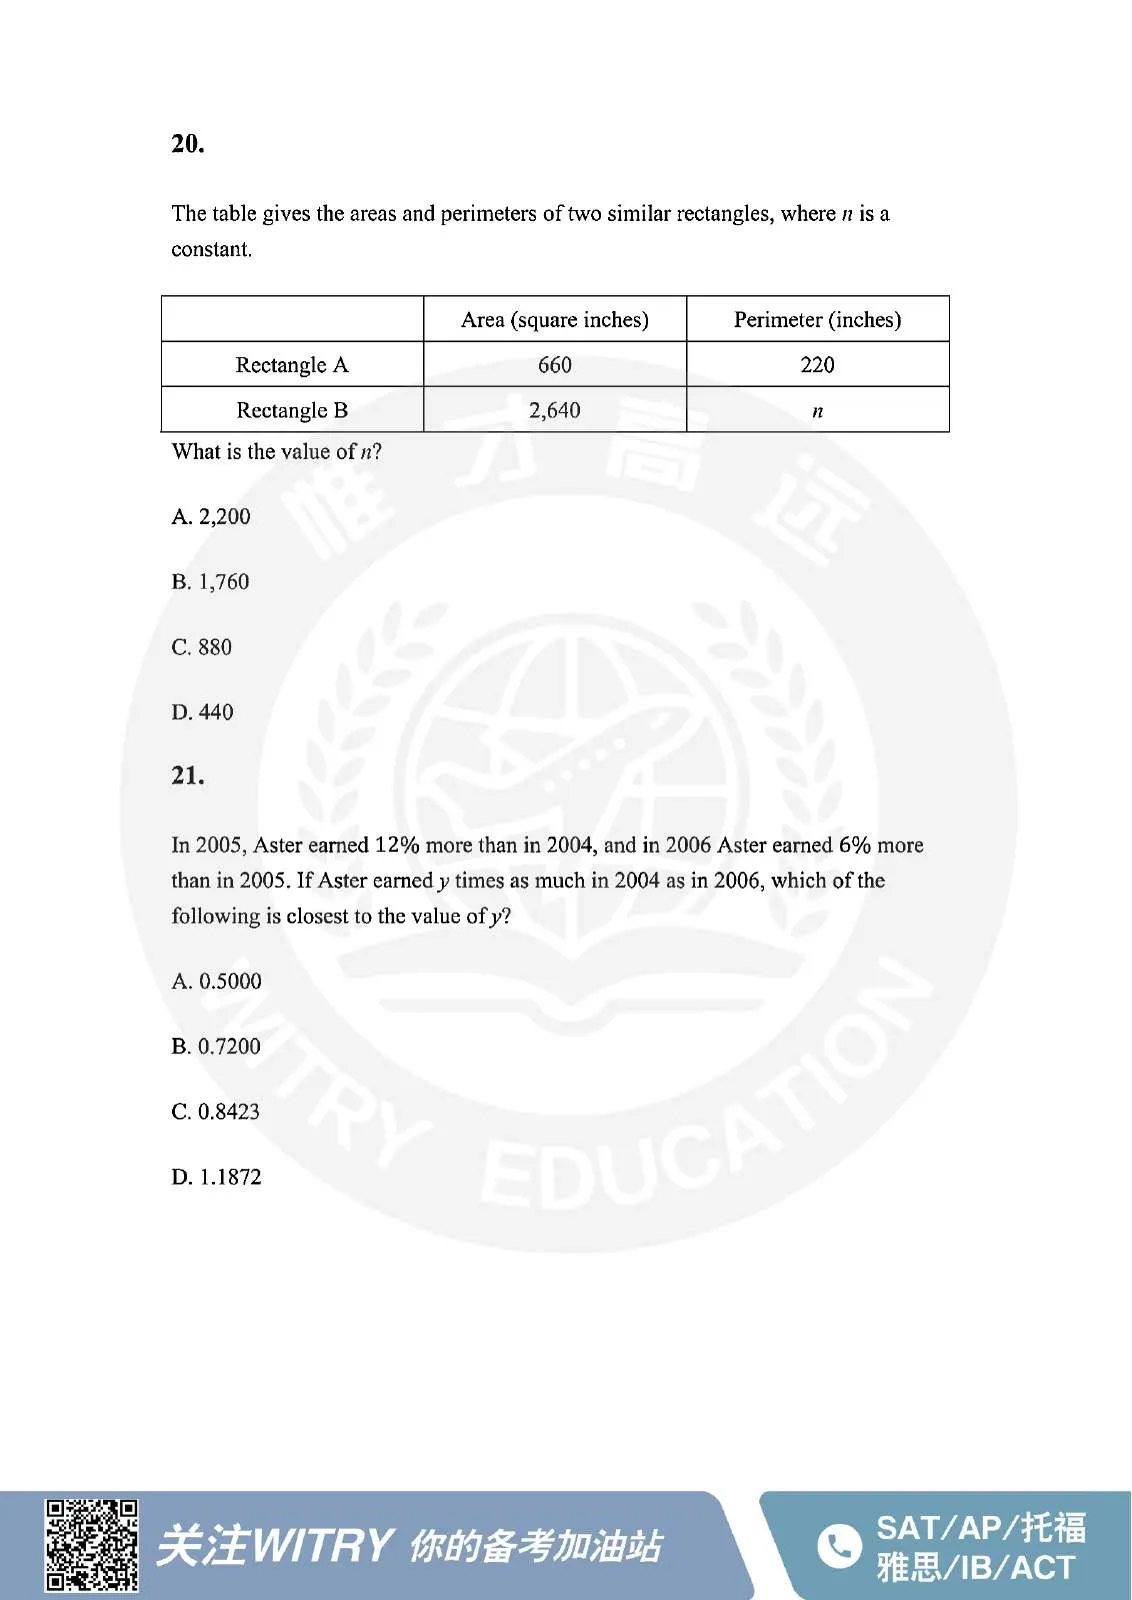 20.
The table gives the areas and perimeters of two similar rectangles, where n is a
constant.
Area (square inches) Perimeter (inches)
Rectangle A 660 220
Rectangle B 2,640 n
What is the value of n?
A. 2,200
B. 1,760
C. 880
D. 440
21.
In 2005, Aster earned 12% more than in 2004, and in 2006 Aster earned 6% more
than in 2005. If Aster earned y times as much in 2004 as in 2006, which of the
following is closest to the value of y?
A. 0.5000
B. 0.7200
C. 0.8423
D. 1.1872
惟才高远
WITRY EDUCATION
关注WITRY 你的备考加油站
SAT/AP/托福
雅思/IB/ACT